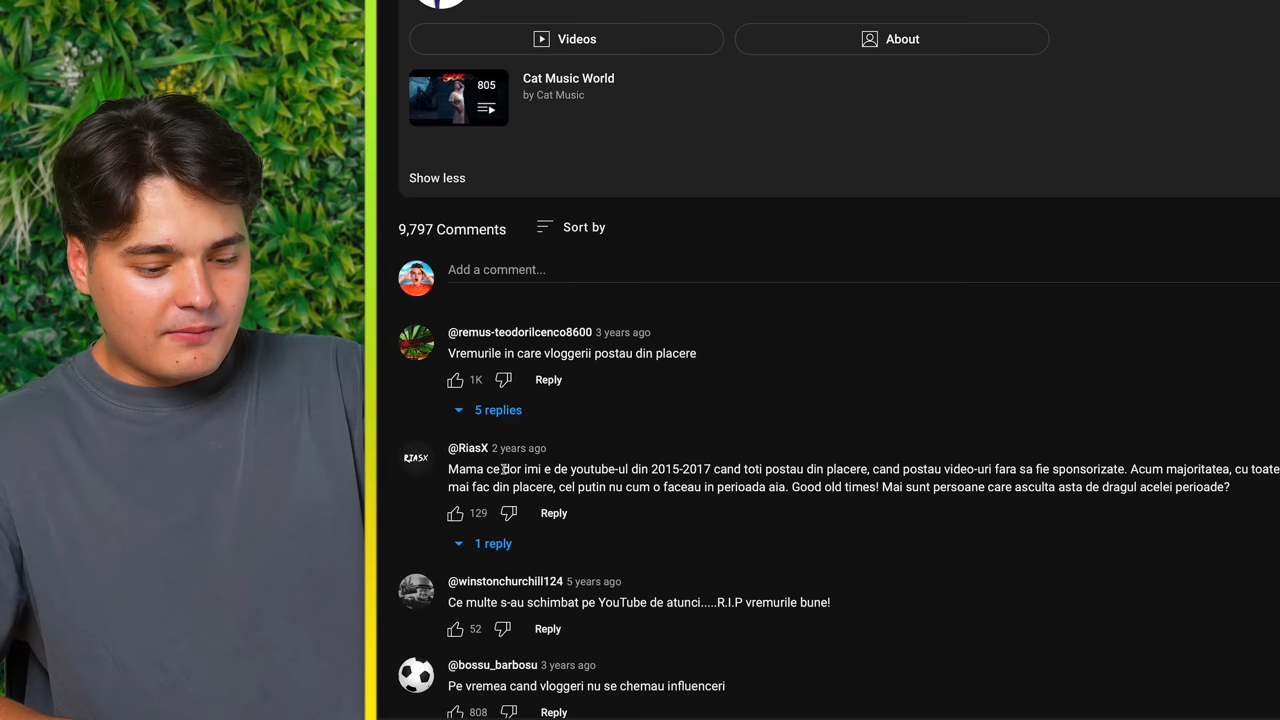 Videos
About
805
Cat Music World
by Cat Music
Show less
9,797 Comments
Sort by
Add a comment...
@remus-teodorilcenco8600 3 years ago
Vremurile in care vloggerii postau din placere
1K
Reply
5 replies
RIASX
@RiasX 2 years ago
Mama ce dor imi e de youtube-ul din 2015-2017 cand toti postau din placere, cand postau video-uri fara sa fie sponsorizate. Acum majoritatea, cu toate
mai fac din placere, cel putin nu cum o faceau in perioada aia. Good old times! Mai sunt persoane care asculta asta de dragul acelei perioade?
129
Reply
1 reply
@winstonchurchill124 5 years ago
Ce multe s-au schimbat pe YouTube de atunci.....R.I.P vremurile bune!
52
Reply
@bossu_barbosu 3 years ago
Pe vremea cand vloggeri nu se chemau influenceri
808
Reply